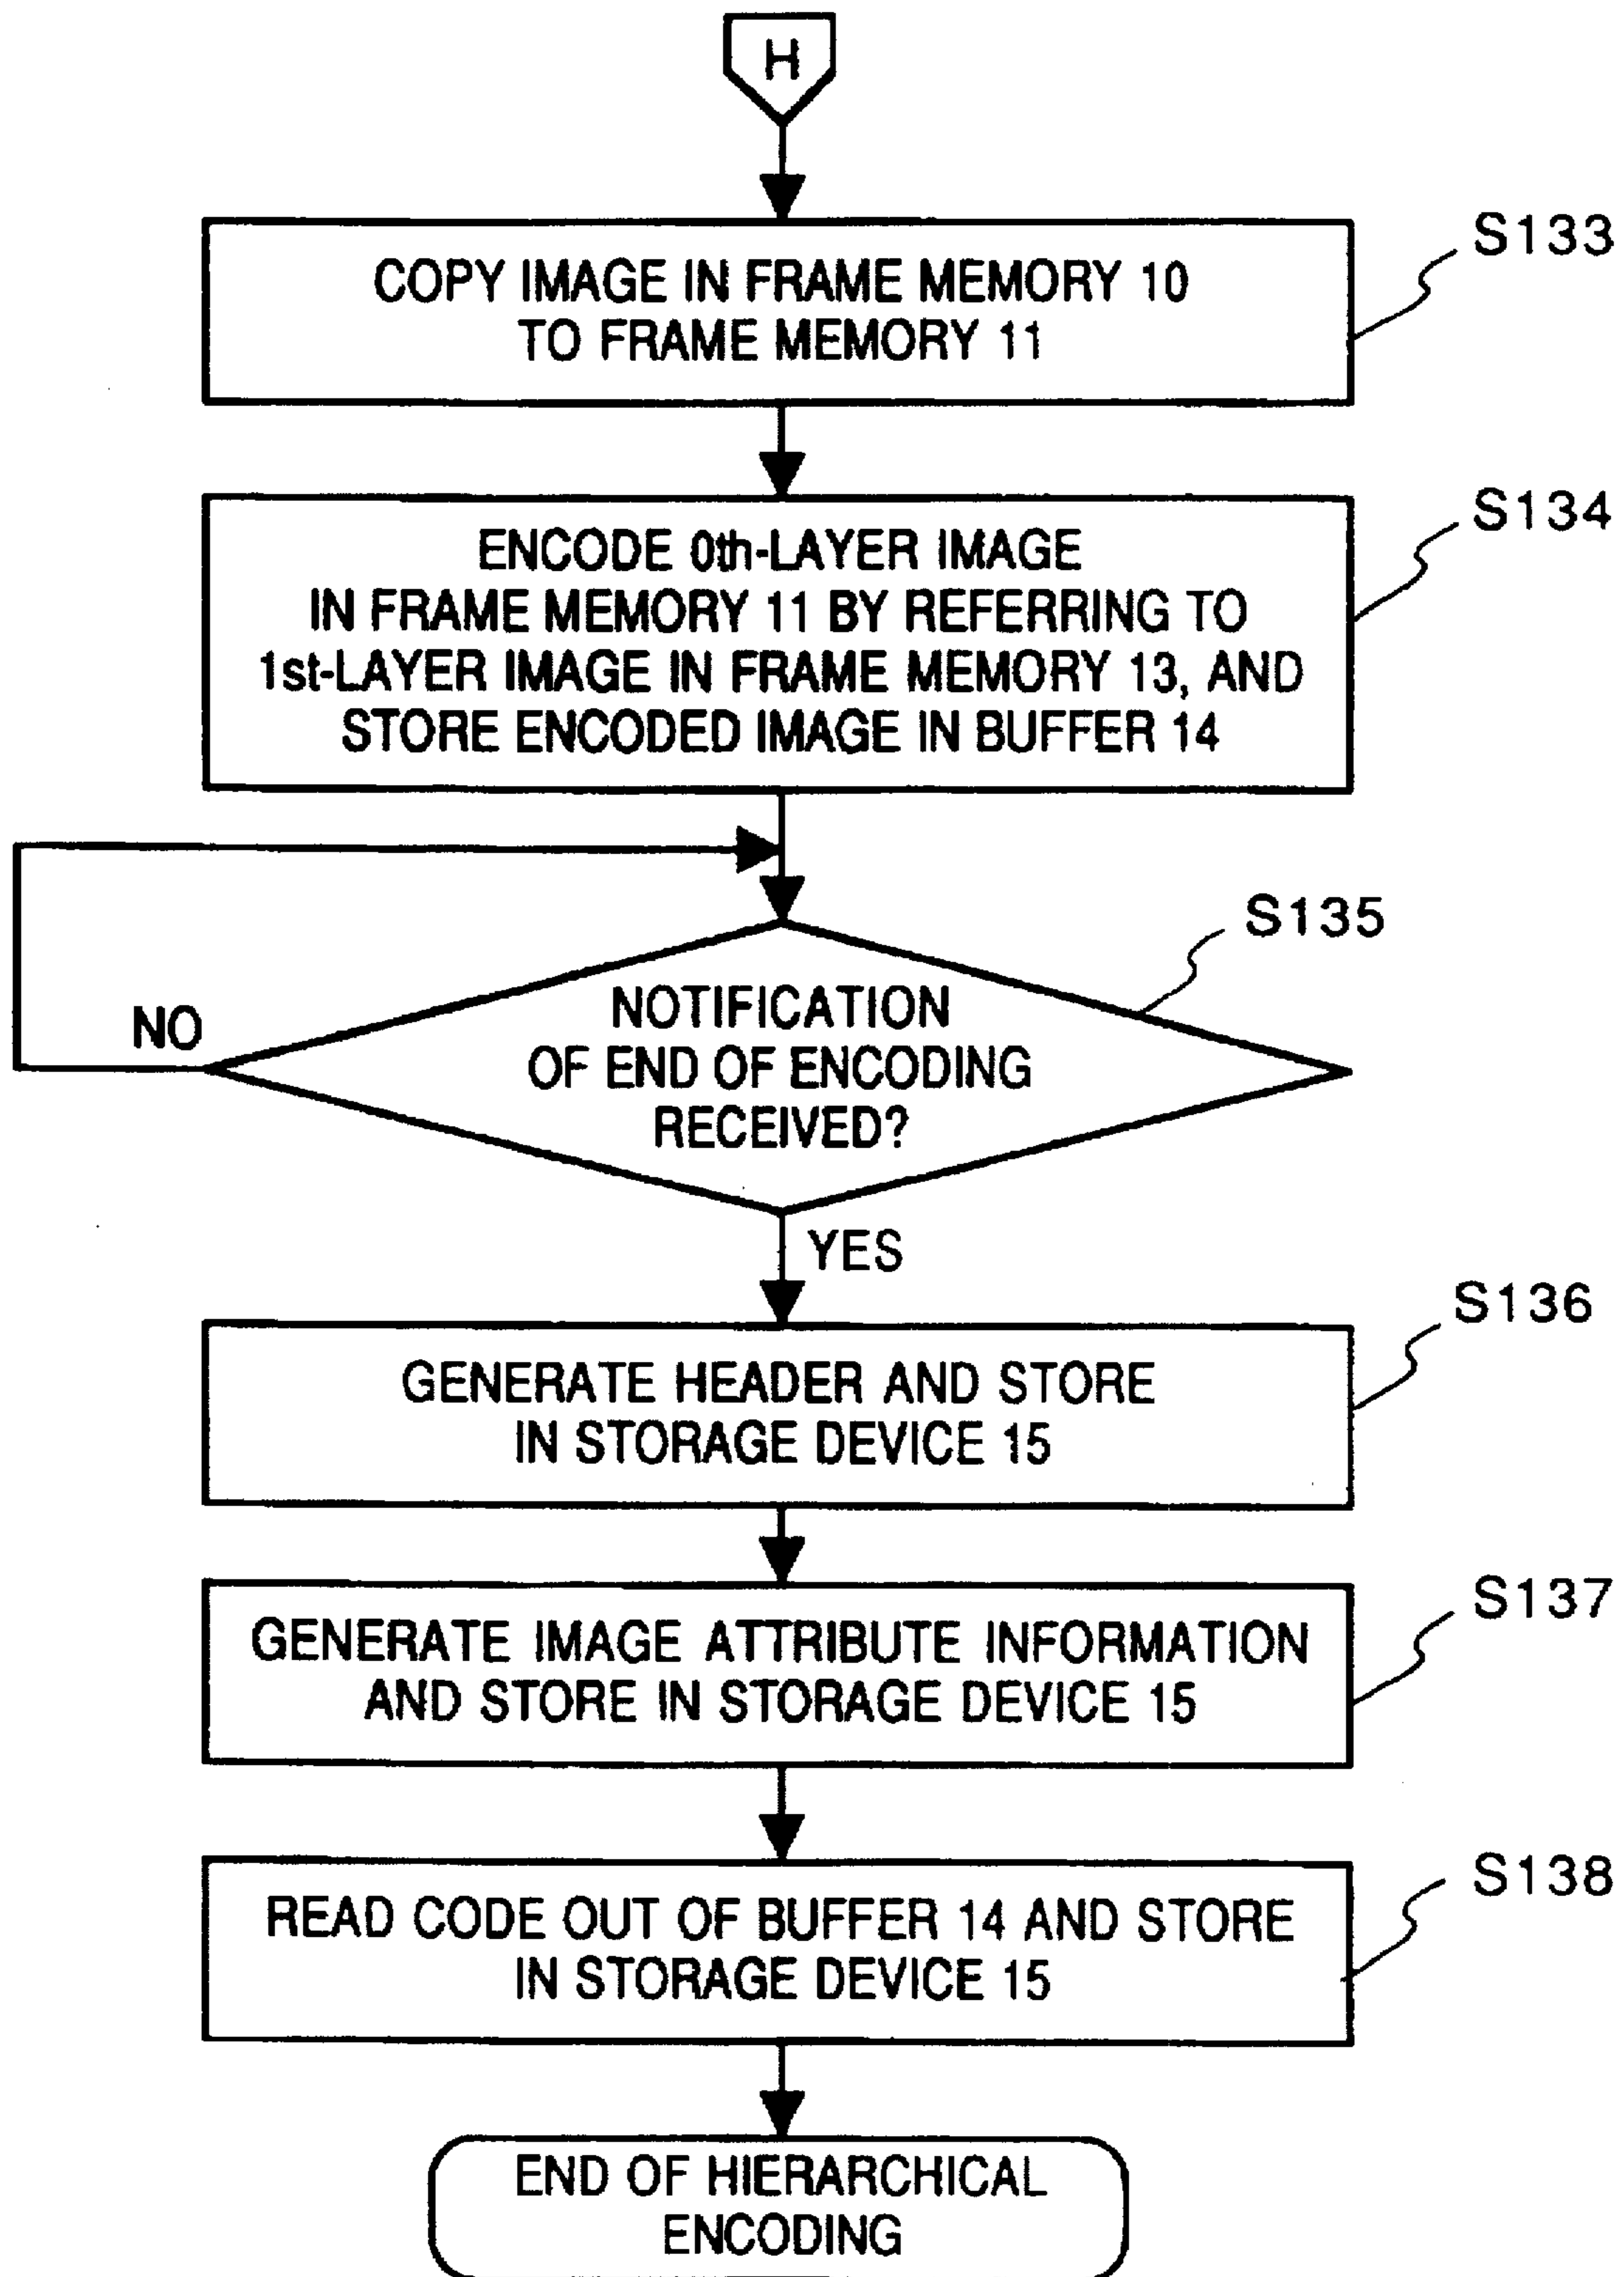 H
S133
COPY IMAGE IN FRAME MEMORY 10
TO FRAME MEMORY 11
S134
ENCODE 0th-LAYER IMAGE
IN FRAME MEMORY 11 BY REFERRING TO
1st-LAYER IMAGE IN FRAME MEMORY 13, AND
STORE ENCODED IMAGE IN BUFFER 14
S135
NO
NOTIFICATION
OF END OF ENCODING
RECEIVED?
YES
S136
GENERATE HEADER AND STORE
IN STORAGE DEVICE 15
S137
GENERATE IMAGE ATTRIBUTE INFORMATION
AND STORE IN STORAGE DEVICE 15
S138
READ CODE OUT OF BUFFER 14 AND STORE
IN STORAGE DEVICE 15
END OF HIERARCHICAL
ENCODING